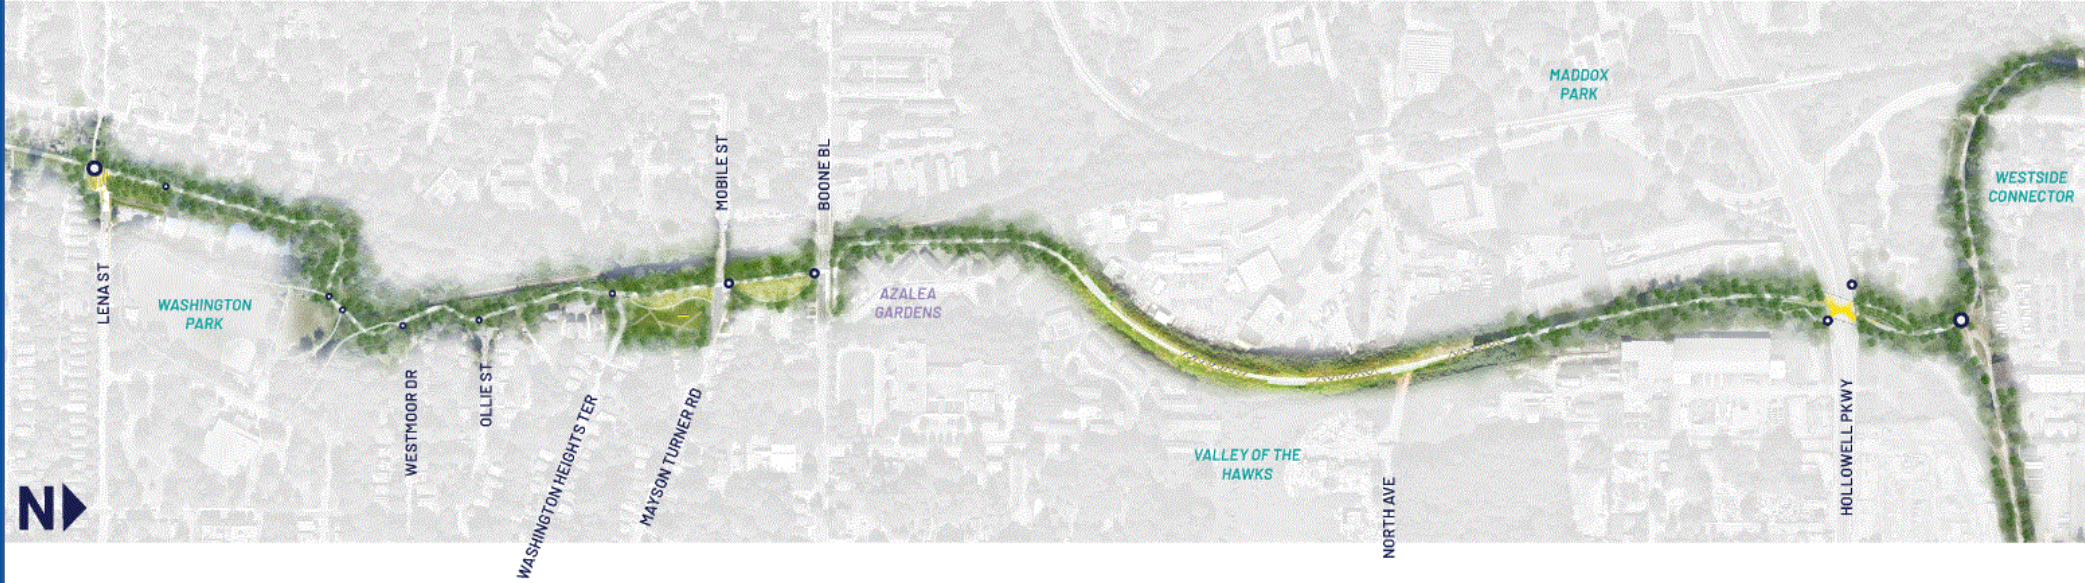 LENA ST
WASHINGTON
PARK
WESTMOOR DR
OLLIE ST
WASHINGTON HEIGHTS TER
MAYSON TURNER RD
MOBILE ST
BOONE BL
AZALEA
GARDENS
VALLEY OF THE
HAWKS
NORTH AVE
MADDOX
PARK
HOLLOWELL PKWY
WESTSIDE
CONNECTOR
N